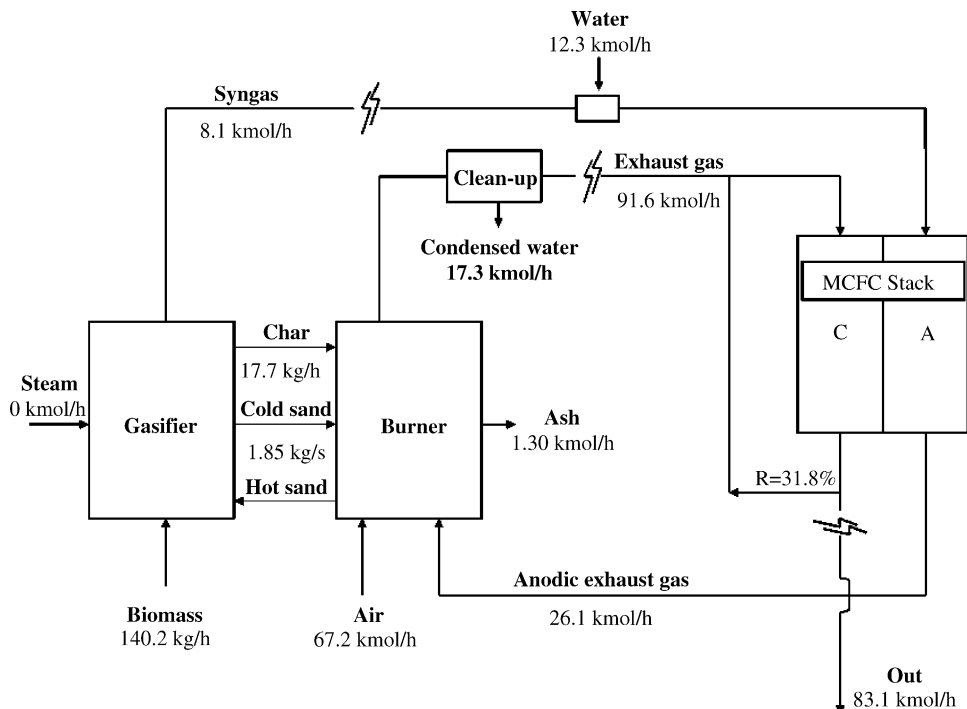 Water
12.3 kmol/h
Syngas
8.1 kmol/h
Clean-up
Exhaust gas
91.6 kmol/h
Condensed water
17.3 kmol/h
MCFC Stack
C
A
Char
17.7 kg/h
Steam
0 kmol/h
Gasifier
Cold sand
1.85 kg/s
Burner
Ash
1.30 kmol/h
Hot sand
R=31.8%
Biomass
140.2 kg/h
Air
67.2 kmol/h
Anodic exhaust gas
26.1 kmol/h
Out
83.1 kmol/h